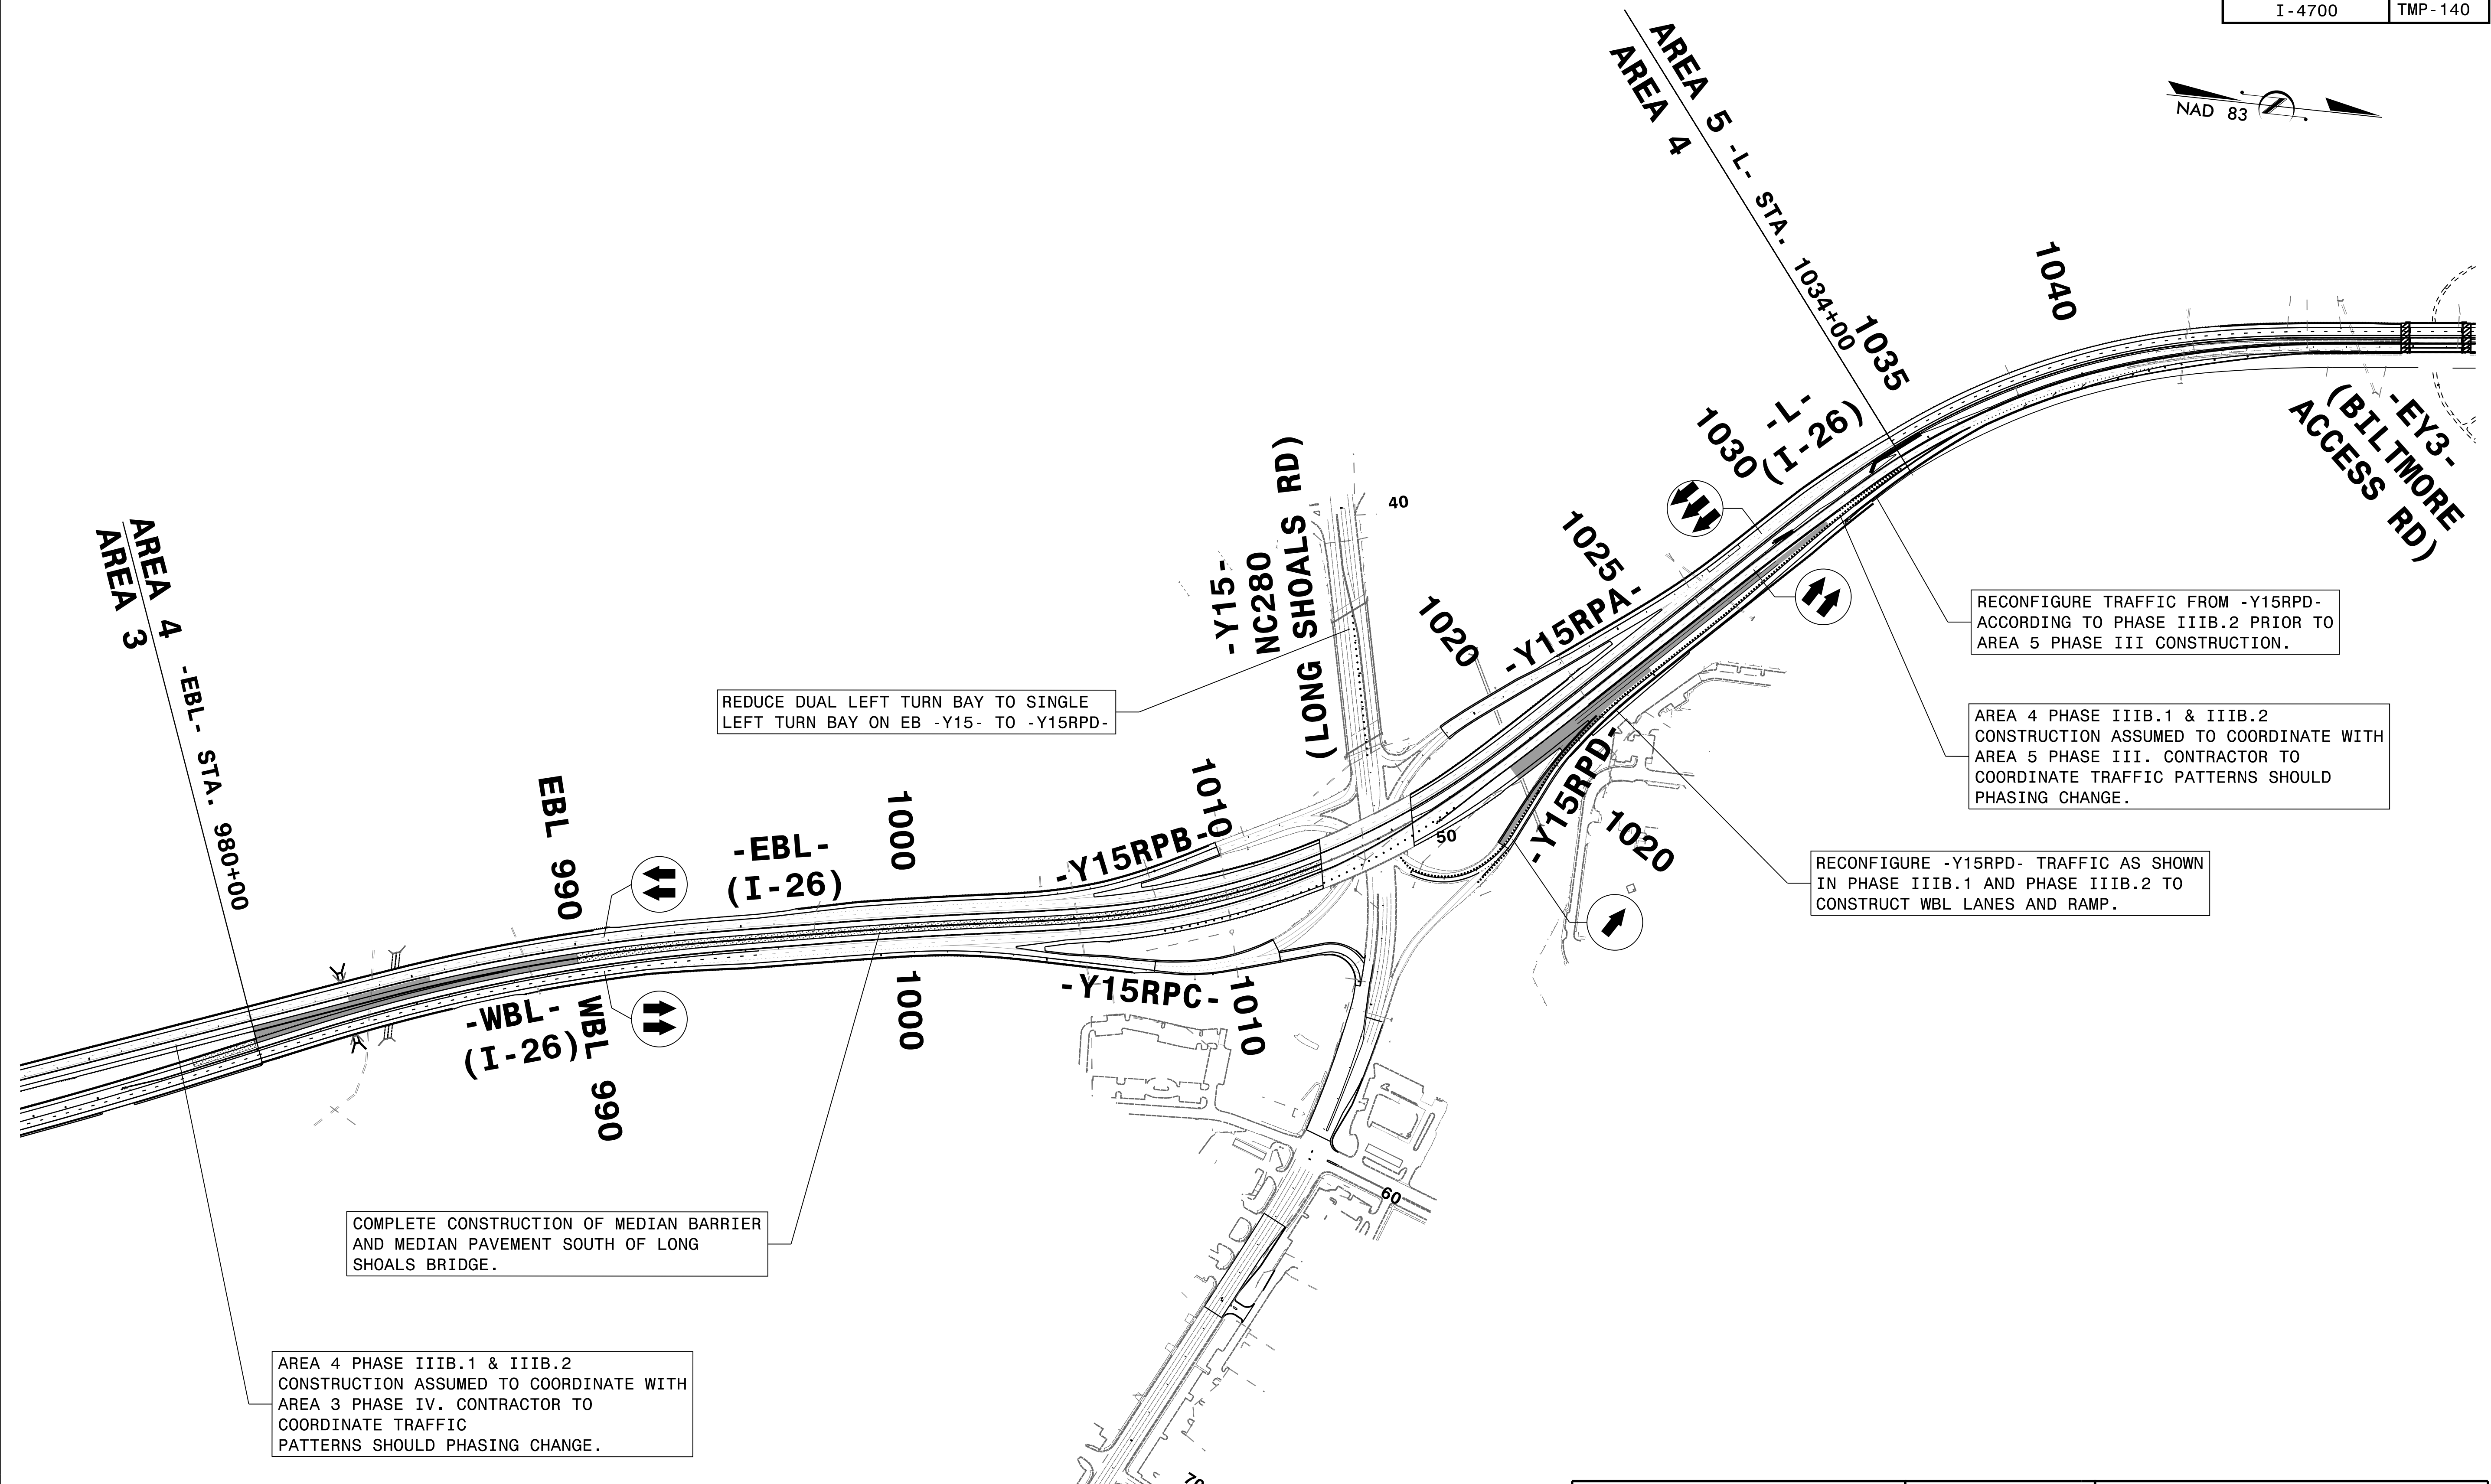 I-4700
TMP-140
NAD 83
AREA 5
AREA 4
-L- STA. 1034+00
1040
1035
-L-
(I-26)
1030
-EY3-
(BILTMORE
ACCESS RD)
1025
-Y15RPA-
1020
40
-Y15-
NC280
(LONG SHOALS RD)
RECONFIGURE TRAFFIC FROM -Y15RPD-
ACCORDING TO PHASE IIIB.2 PRIOR TO
AREA 5 PHASE III CONSTRUCTION.
AREA 4 PHASE IIIB.1 & IIIB.2
CONSTRUCTION ASSUMED TO COORDINATE WITH
AREA 5 PHASE III. CONTRACTOR TO
COORDINATE TRAFFIC PATTERNS SHOULD
PHASING CHANGE.
RECONFIGURE -Y15RPD- TRAFFIC AS SHOWN
IN PHASE IIIB.1 AND PHASE IIIB.2 TO
CONSTRUCT WBL LANES AND RAMP.
REDUCE DUAL LEFT TURN BAY TO SINGLE
LEFT TURN BAY ON EB -Y15- TO -Y15RPD-
-Y15RPD-
1020
50
AREA 4
AREA 3
-EBL- STA. 980+00
EBL 990
-EBL-
(I-26)
1000
-Y15RPB-
1010
-WBL-
(I-26)
WBL 990
1000
-Y15RPC-
1010
60
70
COMPLETE CONSTRUCTION OF MEDIAN BARRIER
AND MEDIAN PAVEMENT SOUTH OF LONG
SHOALS BRIDGE.
AREA 4 PHASE IIIB.1 & IIIB.2
CONSTRUCTION ASSUMED TO COORDINATE WITH
AREA 3 PHASE IV. CONTRACTOR TO
COORDINATE TRAFFIC
PATTERNS SHOULD PHASING CHANGE.